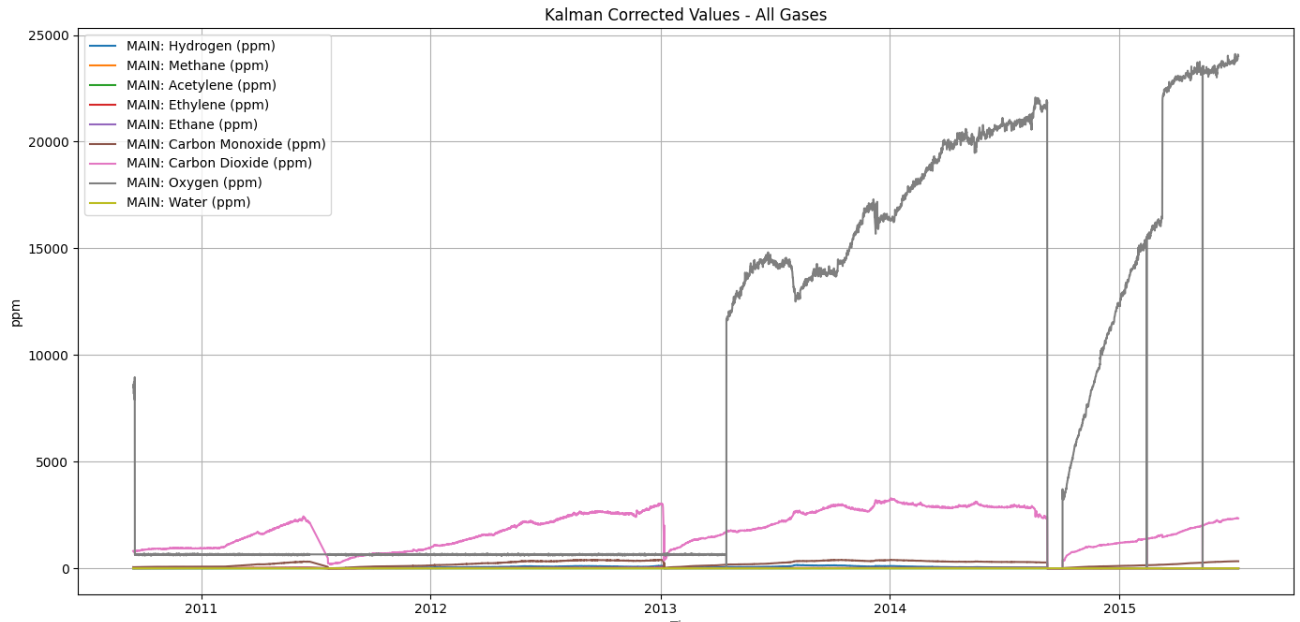 Kalman Corrected Values - All Gases
25000
20000
15000
10000
5000
0
ppm
MAIN: Hydrogen (ppm)
MAIN: Methane (ppm)
MAIN: Acetylene (ppm)
MAIN: Ethylene (ppm)
MAIN: Ethane (ppm)
MAIN: Carbon Monoxide (ppm)
MAIN: Carbon Dioxide (ppm)
MAIN: Oxygen (ppm)
MAIN: Water (ppm)
2011
2012
2013
2014
2015